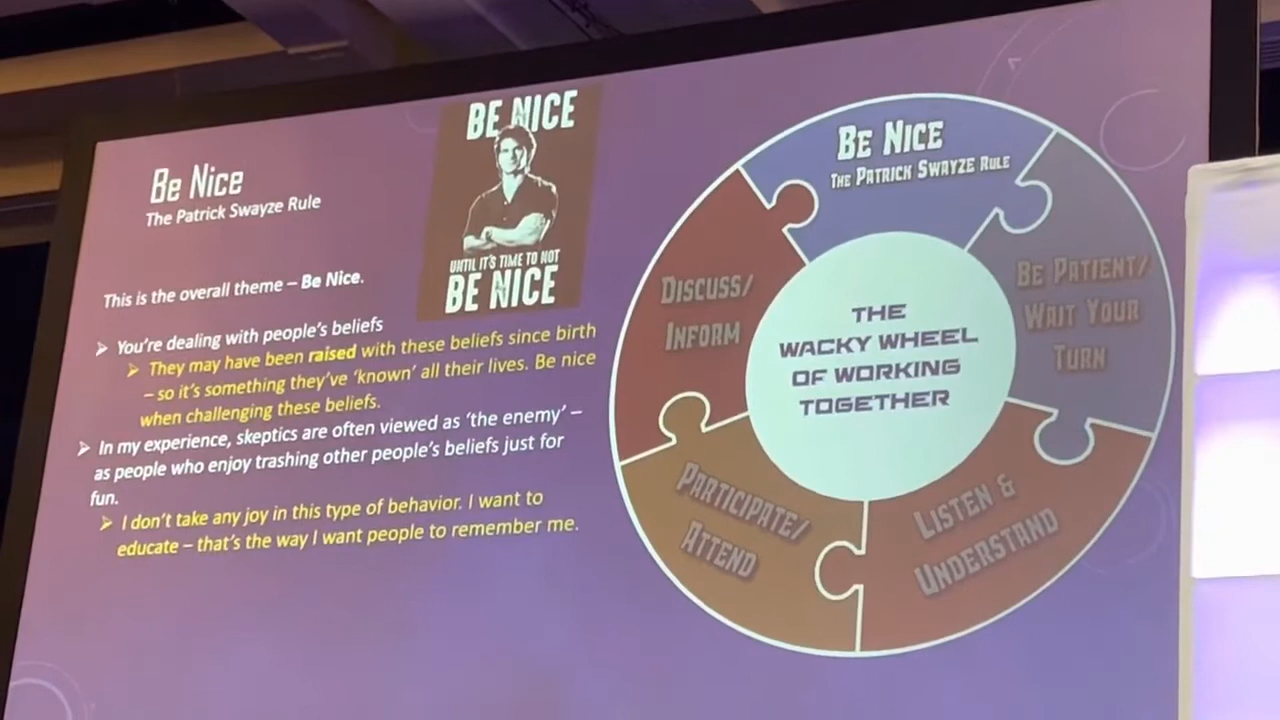 Be Nice
The Patrick Swayze Rule
BE NICE
UNTIL IT'S TIME TO NOT
BE NICE
This is the overall theme – Be Nice.
➢ You're dealing with people's beliefs
➢ They may have been raised with these beliefs since birth
– so it's something they've 'known' all their lives. Be nice
when challenging these beliefs.
➢ In my experience, skeptics are often viewed as 'the enemy' –
as people who enjoy trashing other people's beliefs just for
fun.
➢ I don't take any joy in this type of behavior. I want to
educate – that's the way I want people to remember me.
BE NICE
THE PATRICK SWAYZE RULE
BE PATIENT/
WAIT YOUR
TURN
LISTEN &
UNDERSTAND
PARTICIPATE/
ATTEND
DISCUSS/
INFORM
THE
WACKY WHEEL
OF WORKING
TOGETHER